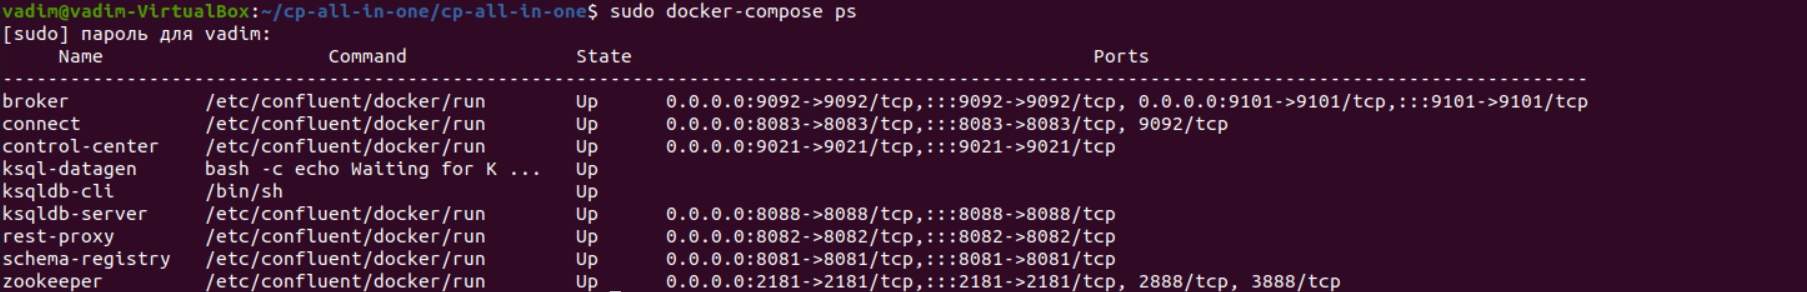 vadim@vadim-VirtualBox:~/cp-all-in-one/cp-all-in-one$ sudo docker-compose ps
[sudo] пароль для vadim:
Name Command State Ports
---------------------------------------------------------------------------------------------------------------------------------------------
broker /etc/confluent/docker/run Up 0.0.0.0:9092->9092/tcp,:::9092->9092/tcp, 0.0.0.0:9101->9101/tcp,:::9101->9101/tcp
connect /etc/confluent/docker/run Up 0.0.0.0:8083->8083/tcp,:::8083->8083/tcp, 9092/tcp
control-center /etc/confluent/docker/run Up 0.0.0.0:9021->9021/tcp,:::9021->9021/tcp
ksql-datagen bash -c echo Waiting for K ... Up
ksqldb-cli /bin/sh Up
ksqldb-server /etc/confluent/docker/run Up 0.0.0.0:8088->8088/tcp,:::8088->8088/tcp
rest-proxy /etc/confluent/docker/run Up 0.0.0.0:8082->8082/tcp,:::8082->8082/tcp
schema-registry /etc/confluent/docker/run Up 0.0.0.0:8081->8081/tcp,:::8081->8081/tcp
zookeeper /etc/confluent/docker/run Up 0.0.0.0:2181->2181/tcp,:::2181->2181/tcp, 2888/tcp, 3888/tcp